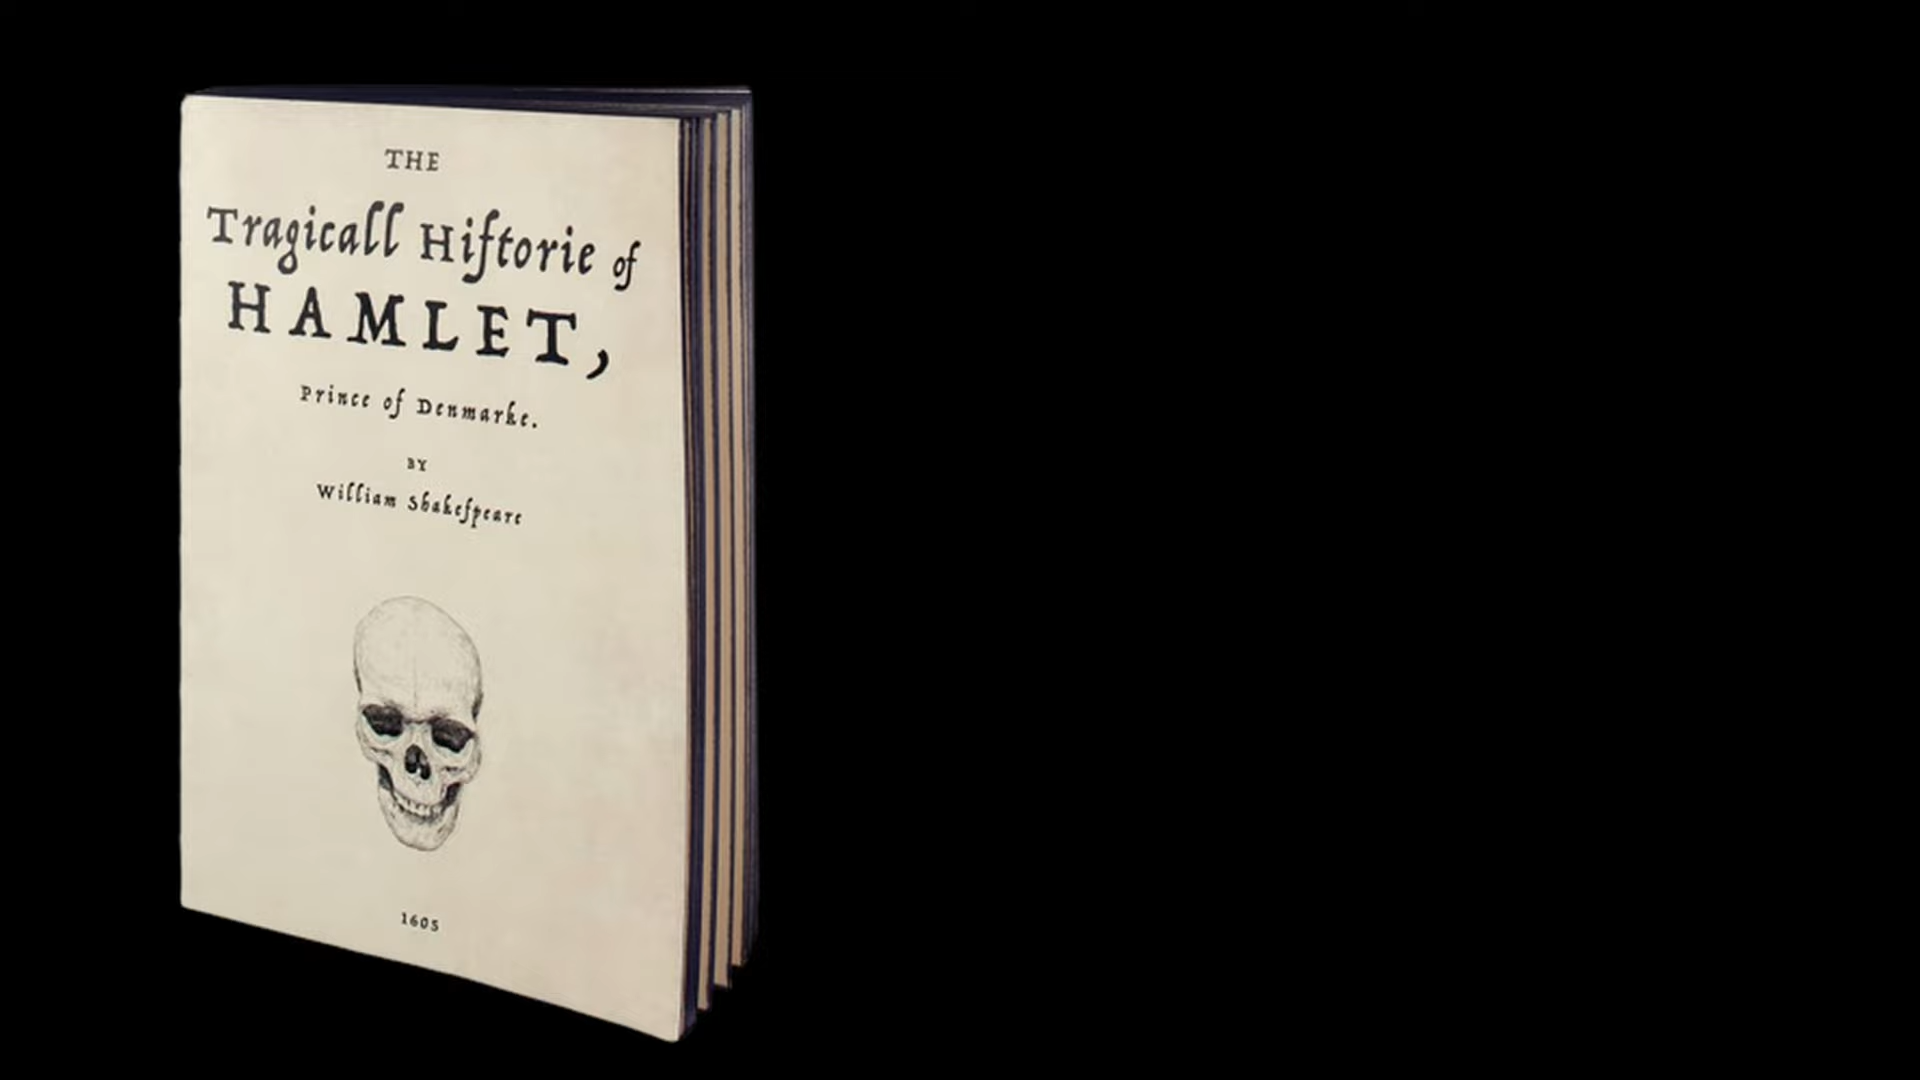 THE
Tragicall Hiſtorie of
HAMLET,
Prince of Denmarke.
BY
William Shakeſpeare
1605